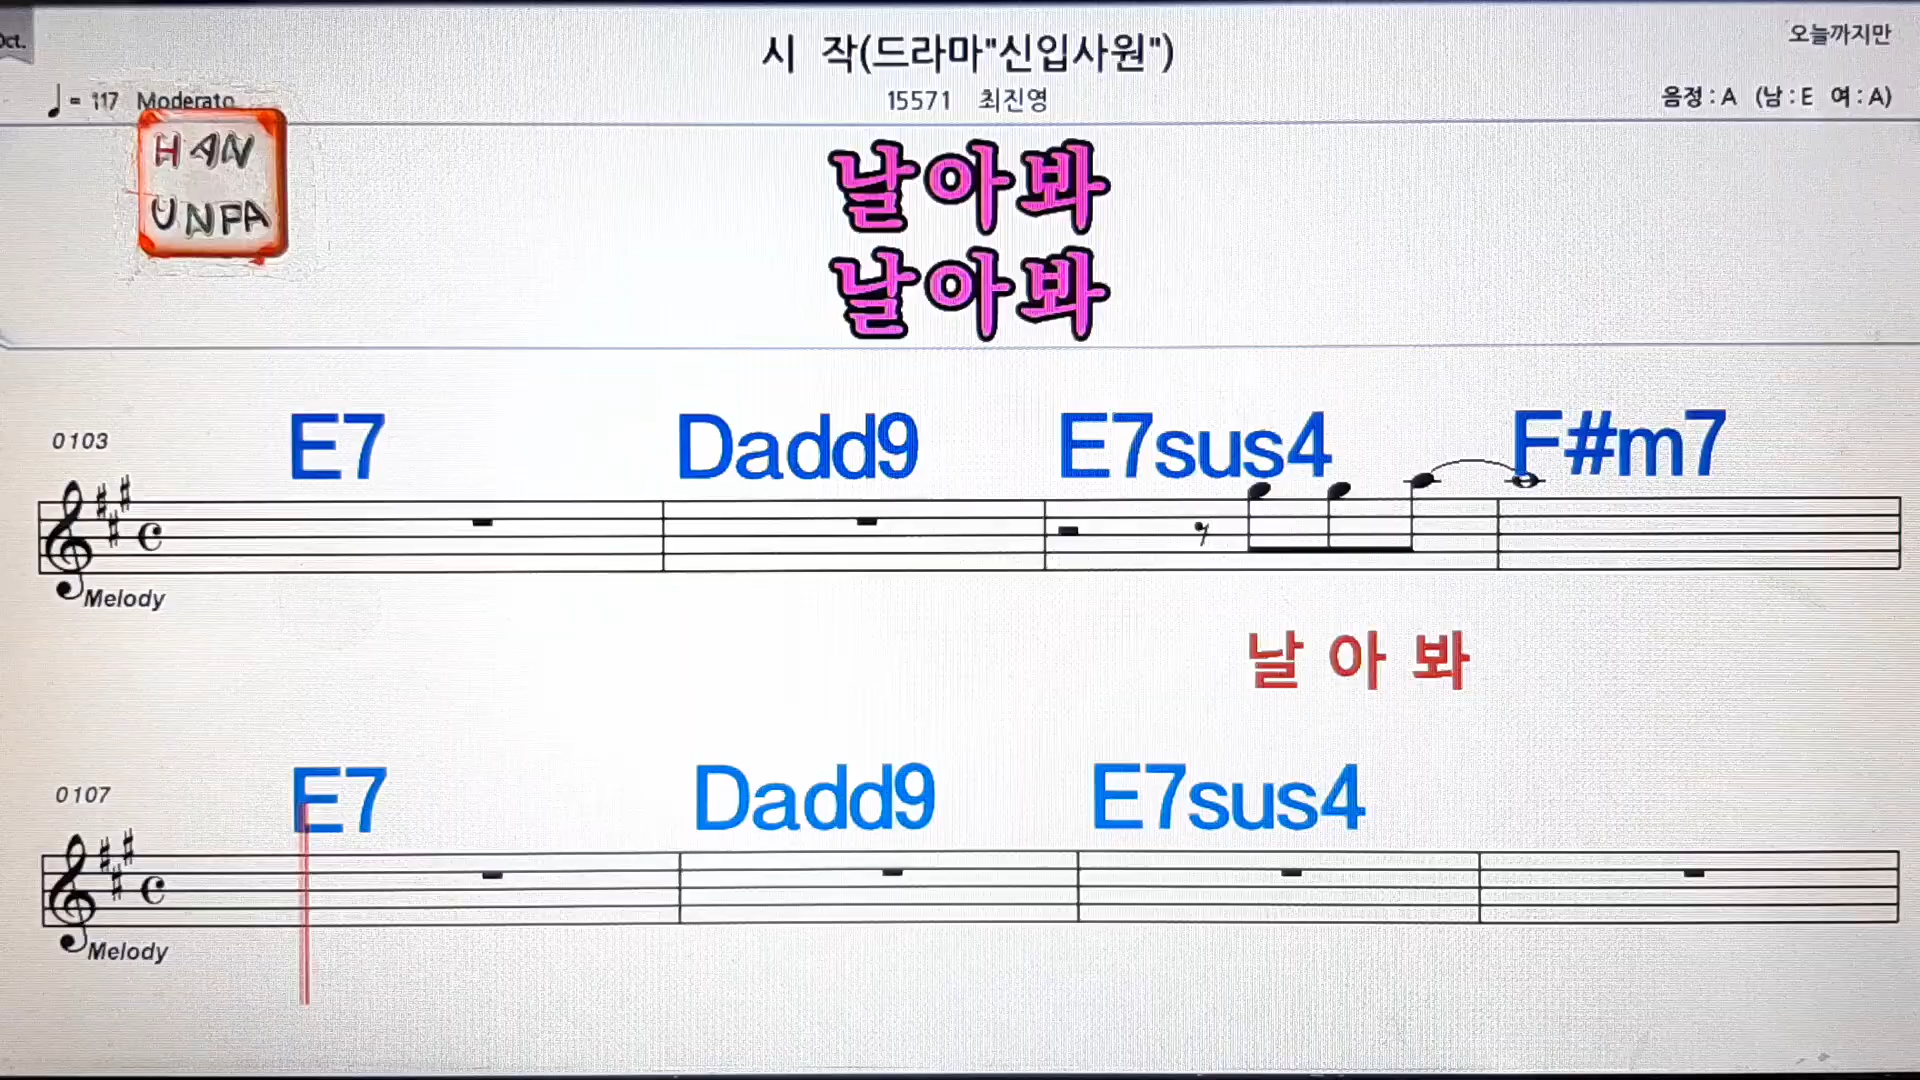 Oct.
시 작(드라마"신입사원")
오늘까지만
♩= 117 Moderato
15571 최진영
음정 : A (남 : E 여 : A)
HAN
UNPA
날아봐
날아봐
0103
E7 Dadd9 E7sus4 F#m7
Melody
날 아 봐
0107
E7 Dadd9 E7sus4
Melody